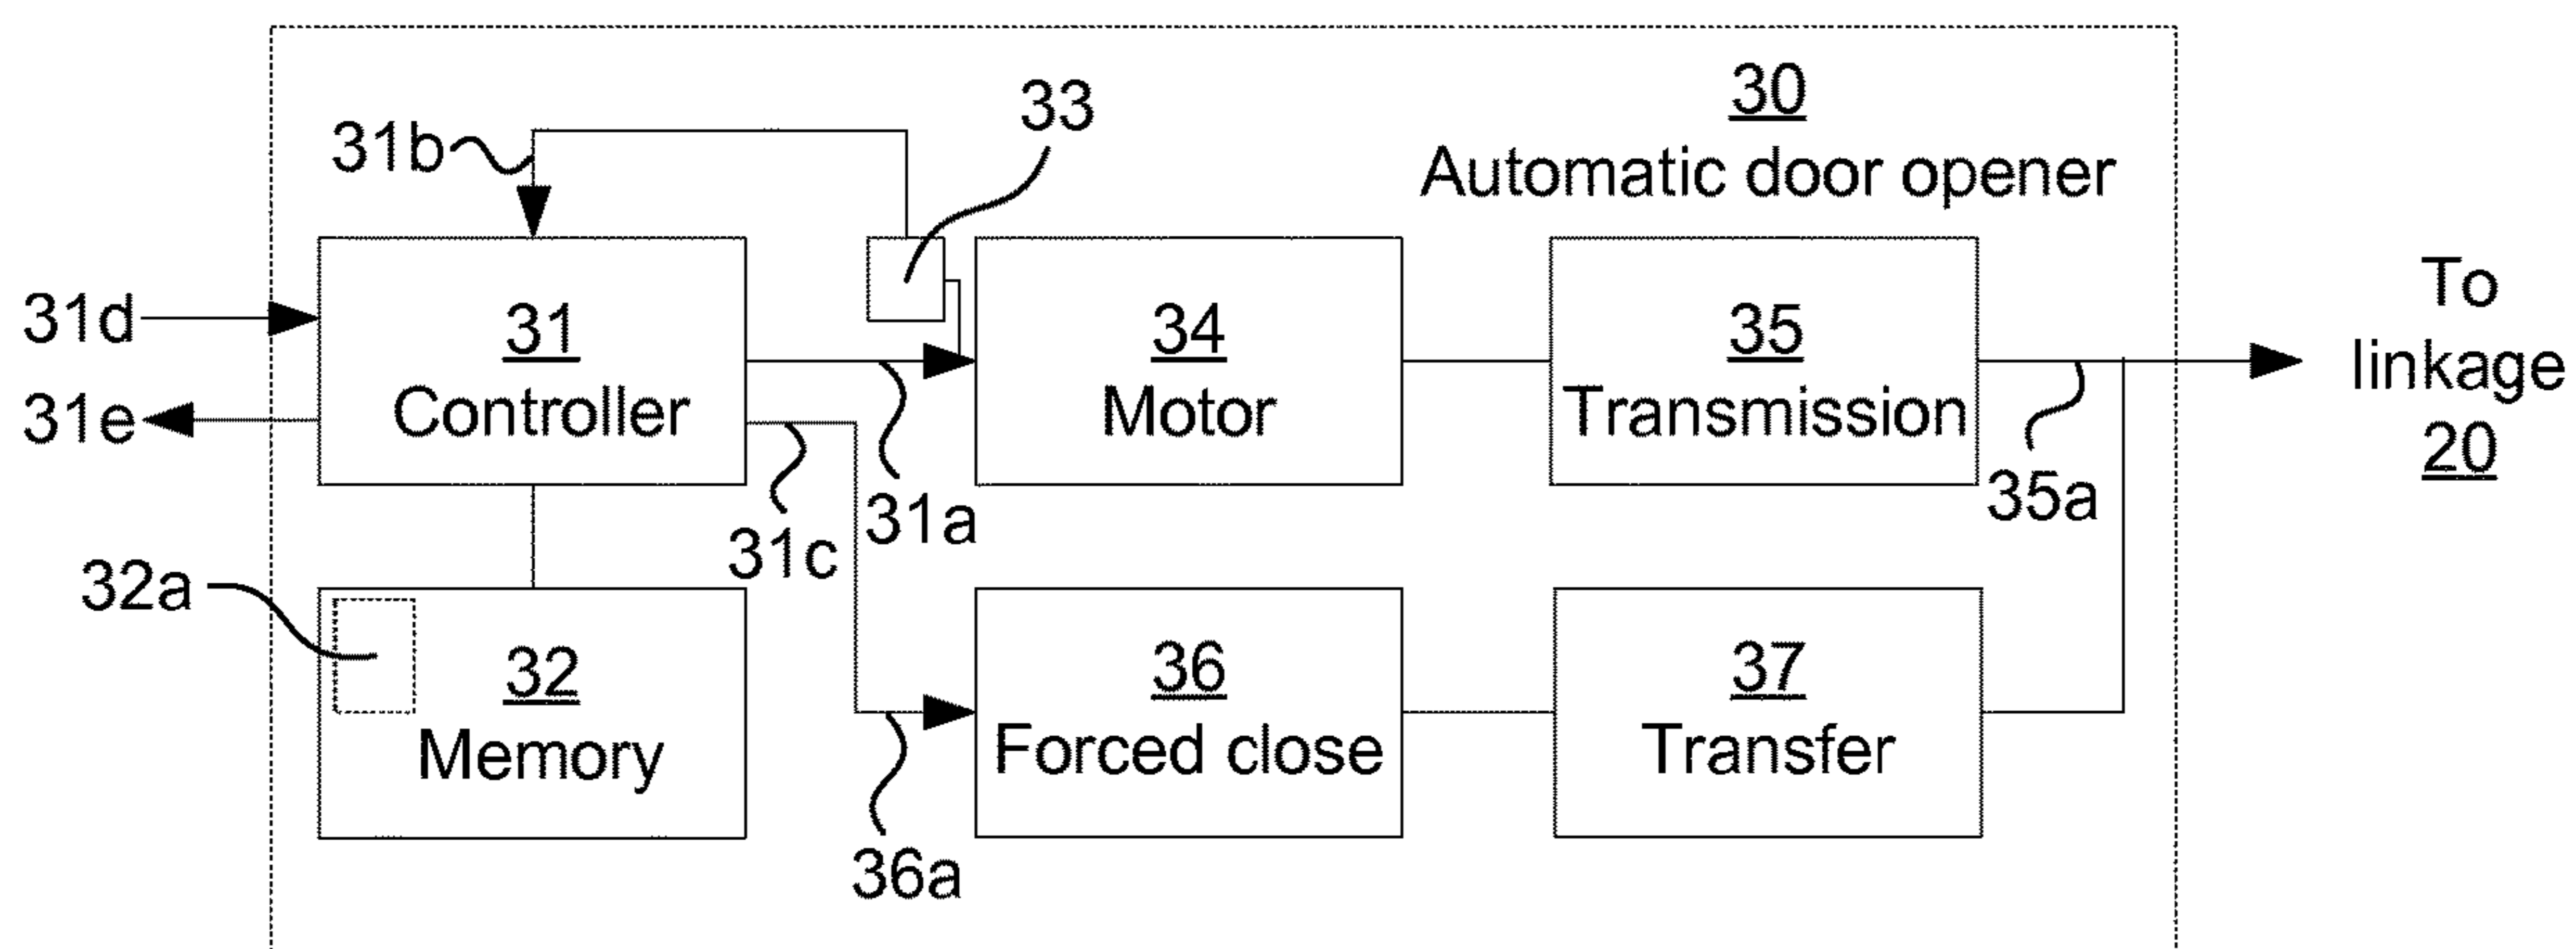 30
Automatic door opener
33
31b
31d
31e
31
Controller
34
Motor
35
Transmission
To
linkage
20
35a
31a
31c
32a
32
Memory
36
Forced close
37
Transfer
36a